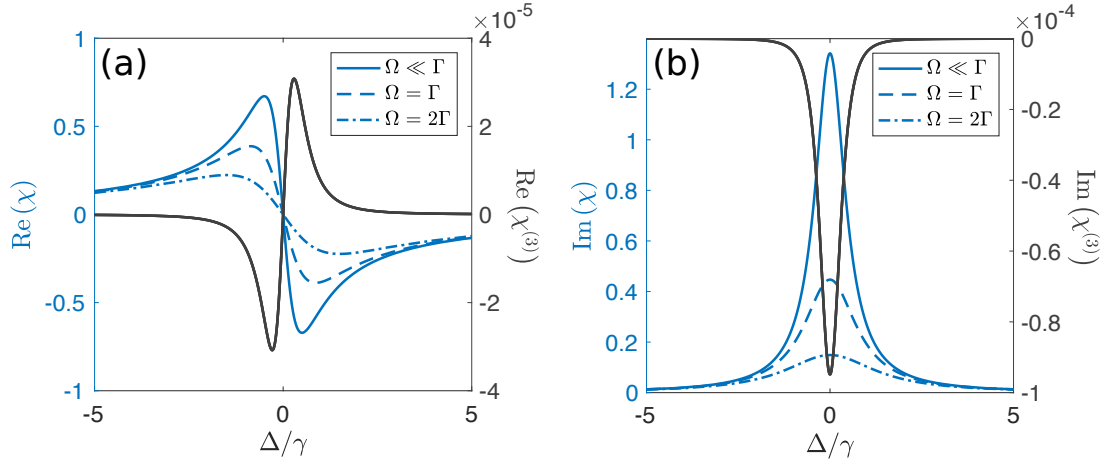 ×10⁻⁵
(a)
Ω ≪ Γ
Ω = Γ
Ω = 2Γ
1
0.5
0
-0.5
-1
Re (χ)
4
2
0
-2
-4
Re (χ⁽³⁾)
-5
0
5
Δ/γ
×10⁻⁴
(b)
Ω ≪ Γ
Ω = Γ
Ω = 2Γ
1.2
1
0.8
0.6
0.4
0.2
0
Im (χ)
0
-0.2
-0.4
-0.6
-0.8
-1
Im (χ⁽³⁾)
-5
0
5
Δ/γ